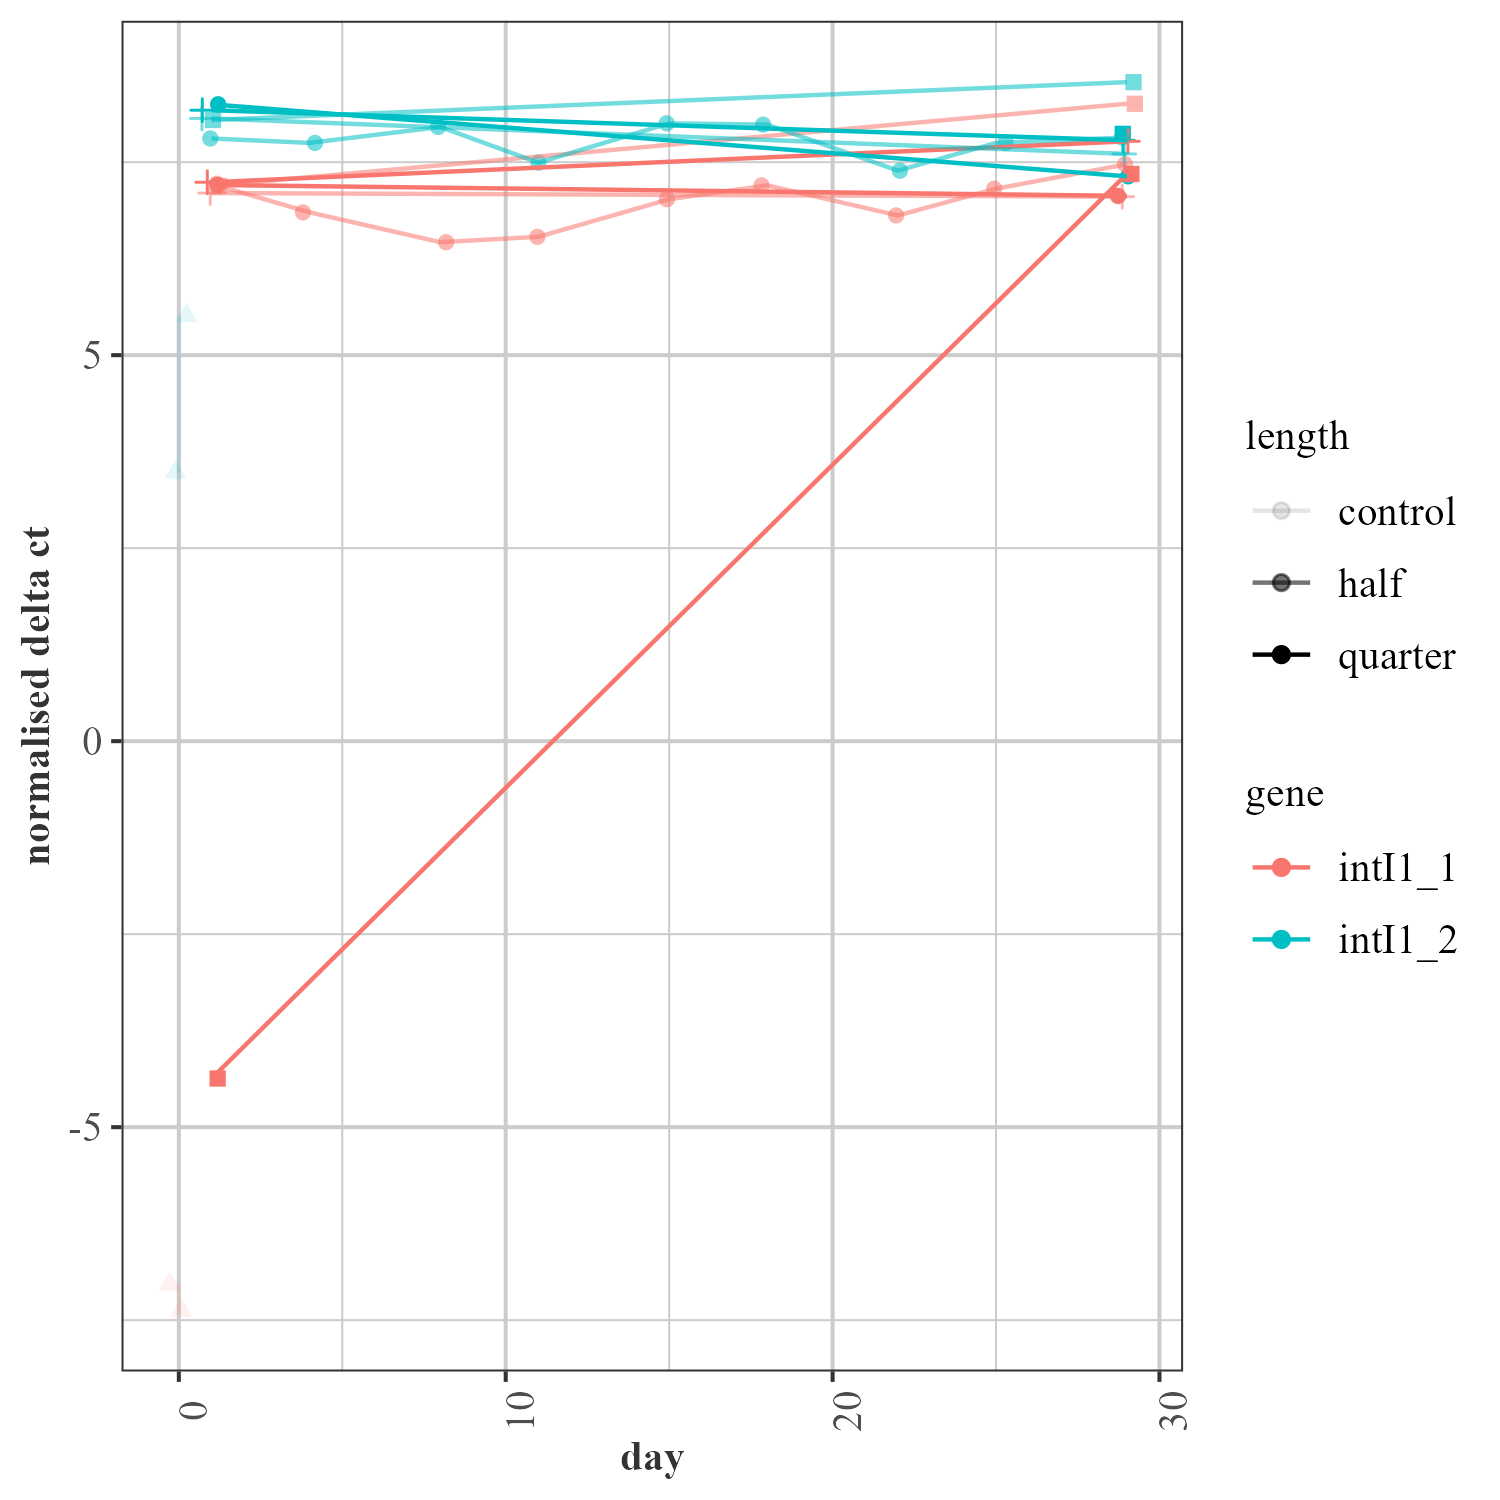 normalised delta ct
5
0
-5
0
10
20
30
day
length
control
half
quarter
gene
intI1_1
intI1_2